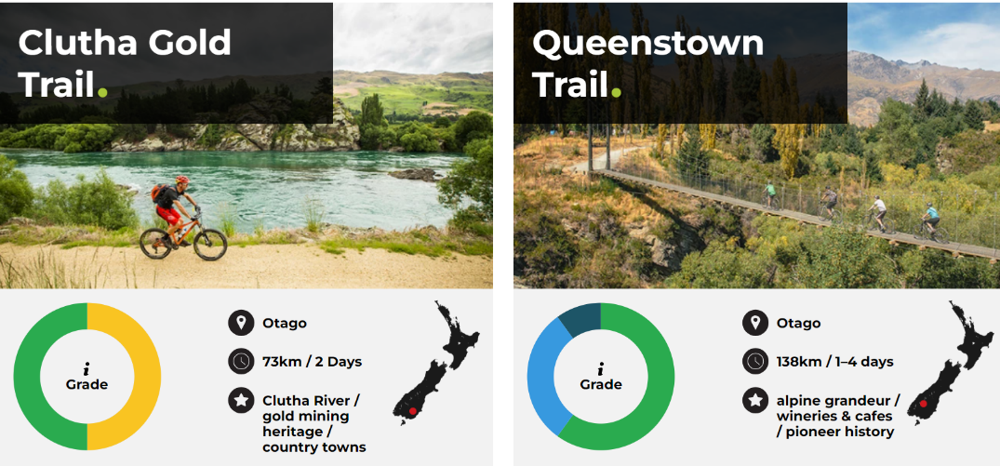 Clutha Gold
Trail.
i
Grade
Otago
73km / 2 Days
Clutha River /
gold mining
heritage /
country towns
Queenstown
Trail.
i
Grade
Otago
138km / 1–4 days
alpine grandeur /
wineries & cafes
/ pioneer history